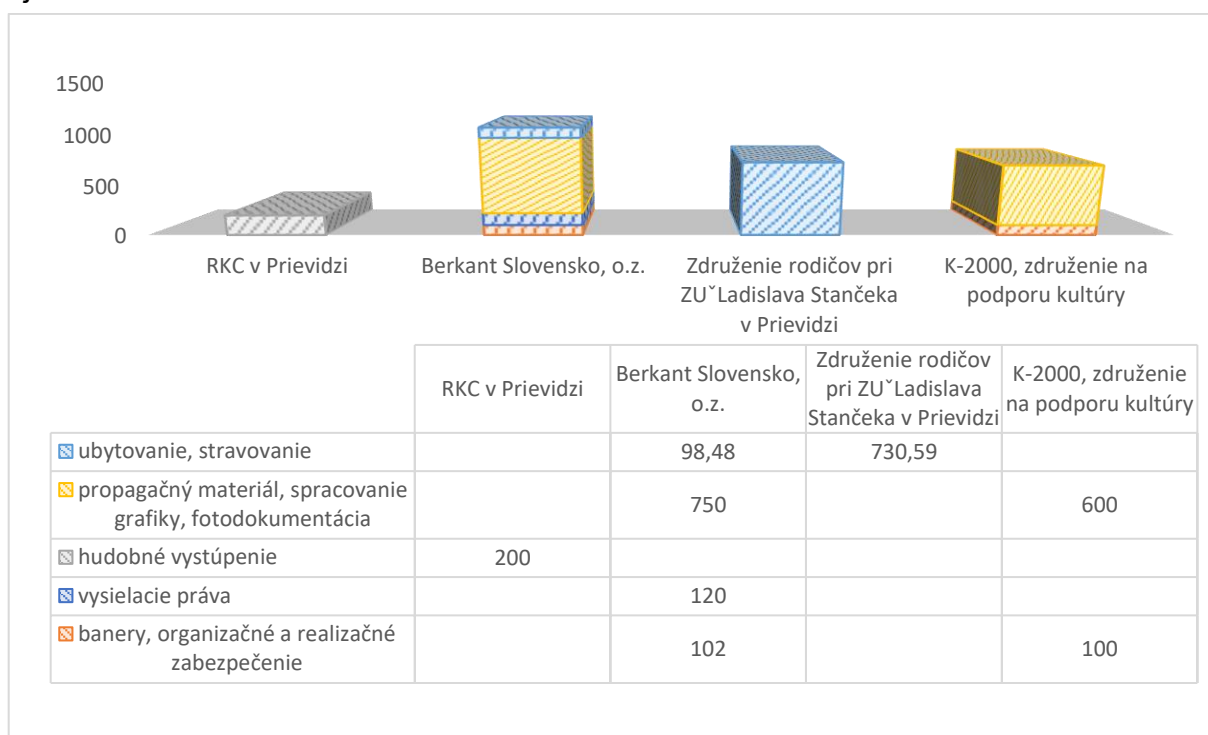 1500
1000
500
0
RKC v Prievidzi
Berkant Slovensko, o.z.
Združenie rodičov pri
ZUˇLadislava Stančeka
v Prievidzi
K-2000, združenie na
podporu kultúry
RKC v Prievidzi
Berkant Slovensko,
o.z.
Združenie rodičov
pri ZUˇLadislava
Stančeka v Prievidzi
K-2000, združenie
na podporu kultúry
ubytovanie, stravovanie 98,48 730,59
propagačný materiál, spracovanie
grafiky, fotodokumentácia 750 600
hudobné vystúpenie 200
vysielacie práva 120
banery, organizačné a realizačné
zabezpečenie 102 100